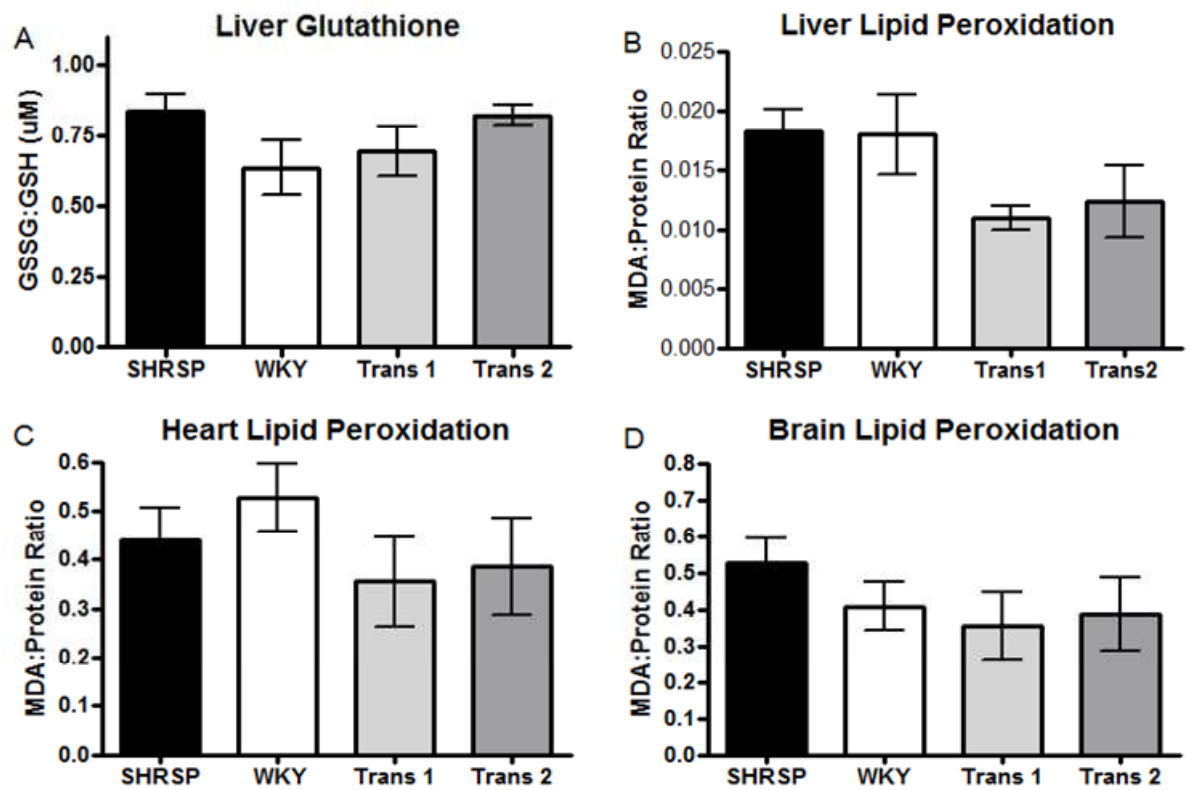 A
Liver Glutathione
GSSG:GSH (uM)
1.00
0.75
0.50
0.25
0.00
SHRSP WKY Trans 1 Trans 2
B
Liver Lipid Peroxidation
MDA:Protein Ratio
0.025
0.020
0.015
0.010
0.005
0.000
SHRSP WKY Trans1 Trans2
C
Heart Lipid Peroxidation
MDA:Protein Ratio
0.6
0.5
0.4
0.3
0.2
0.1
0.0
SHRSP WKY Trans 1 Trans 2
D
Brain Lipid Peroxidation
MDA:Protein Ratio
0.8
0.7
0.6
0.5
0.4
0.3
0.2
0.1
0.0
SHRSP WKY Trans 1 Trans 2